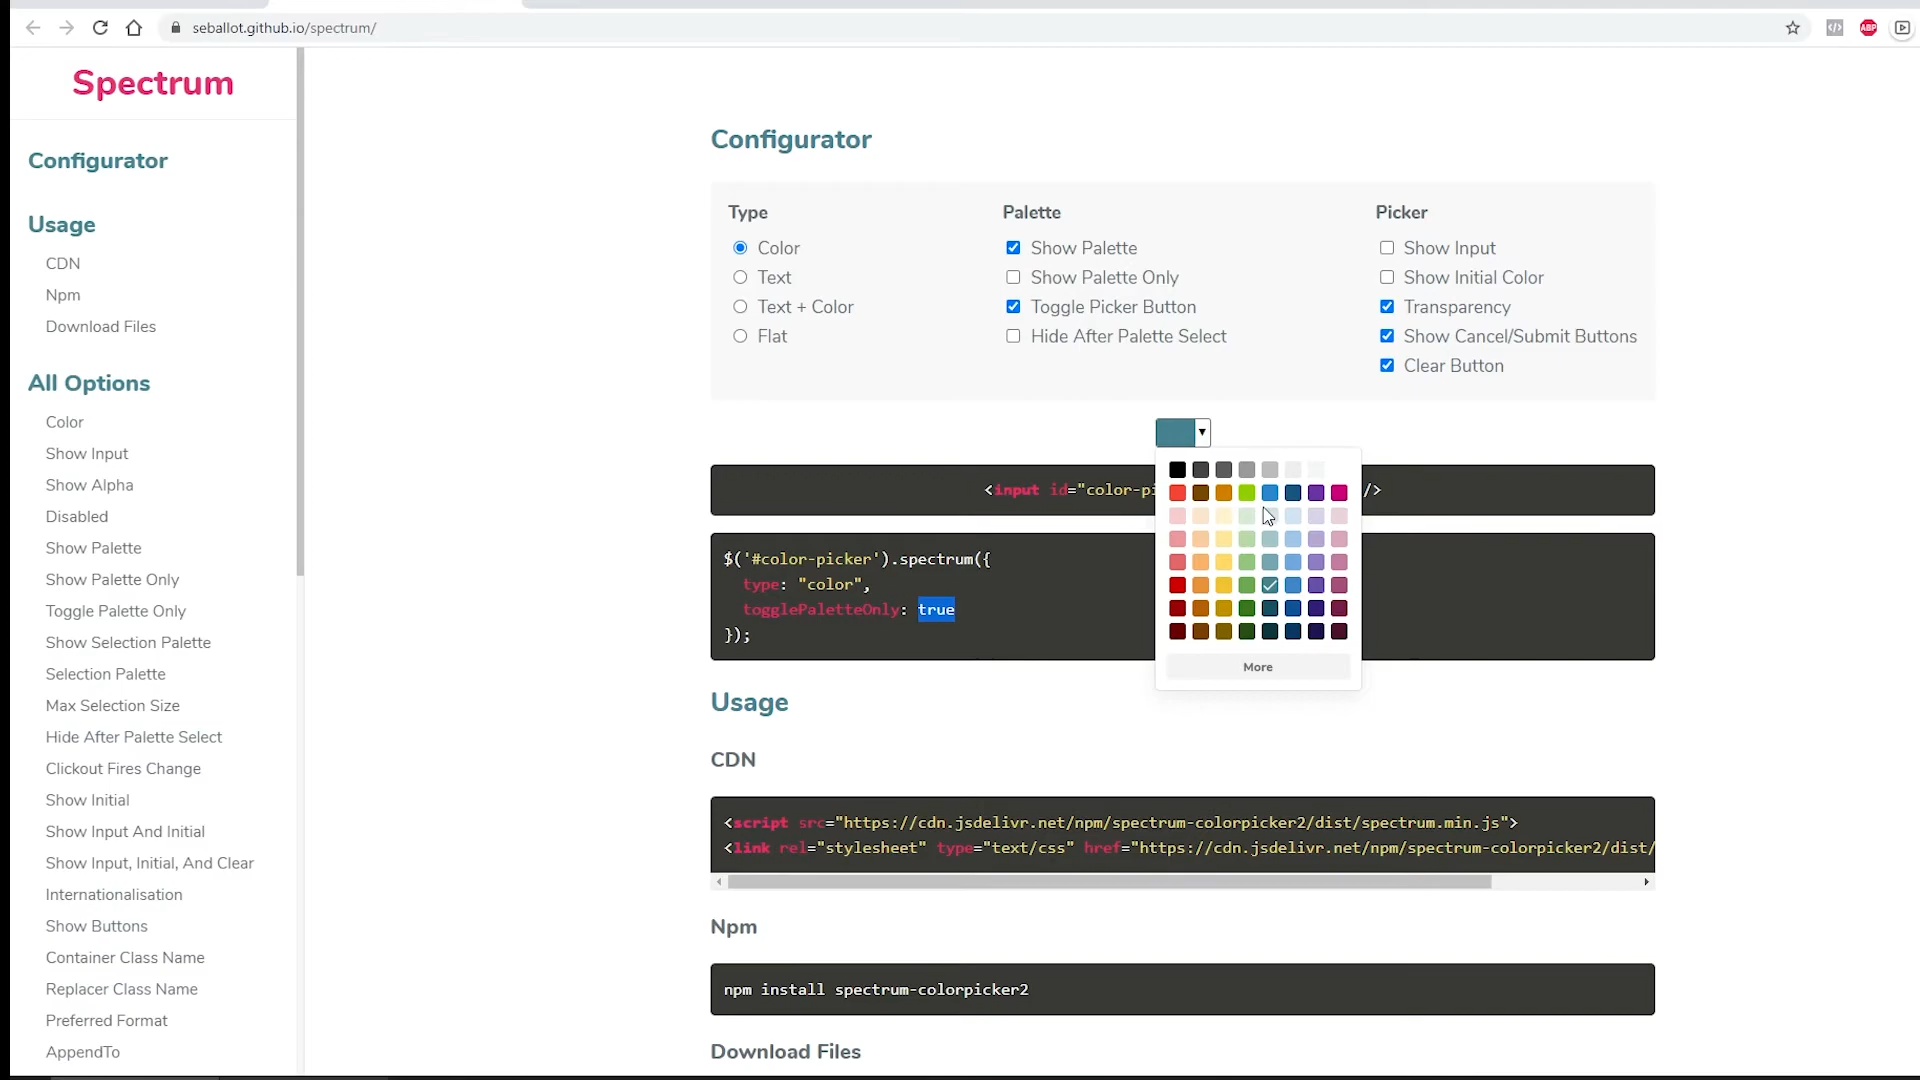 seballot.github.io/spectrum/
ABP
Spectrum
Configurator
Usage
CDN
Npm
Download Files
All Options
Color
Show Input
Show Alpha
Disabled
Show Palette
Show Palette Only
Toggle Palette Only
Show Selection Palette
Selection Palette
Max Selection Size
Hide After Palette Select
Clickout Fires Change
Show Initial
Show Input And Initial
Show Input, Initial, And Clear
Internationalisation
Show Buttons
Container Class Name
Replacer Class Name
Preferred Format
AppendTo
Configurator
Type
Color
Text
Text + Color
Flat
Palette
Show Palette
Show Palette Only
Toggle Picker Button
Hide After Palette Select
Picker
Show Input
Show Initial Color
Transparency
Show Cancel/Submit Buttons
Clear Button
<input id="color-pi />
$('#color-picker').spectrum({
type: "color",
togglePaletteOnly: true
});
More
Usage
CDN
<script src="https://cdn.jsdelivr.net/npm/spectrum-colorpicker2/dist/spectrum.min.js">
<link rel="stylesheet" type="text/css" href="https://cdn.jsdelivr.net/npm/spectrum-colorpicker2/dist/
Npm
npm install spectrum-colorpicker2
Download Files